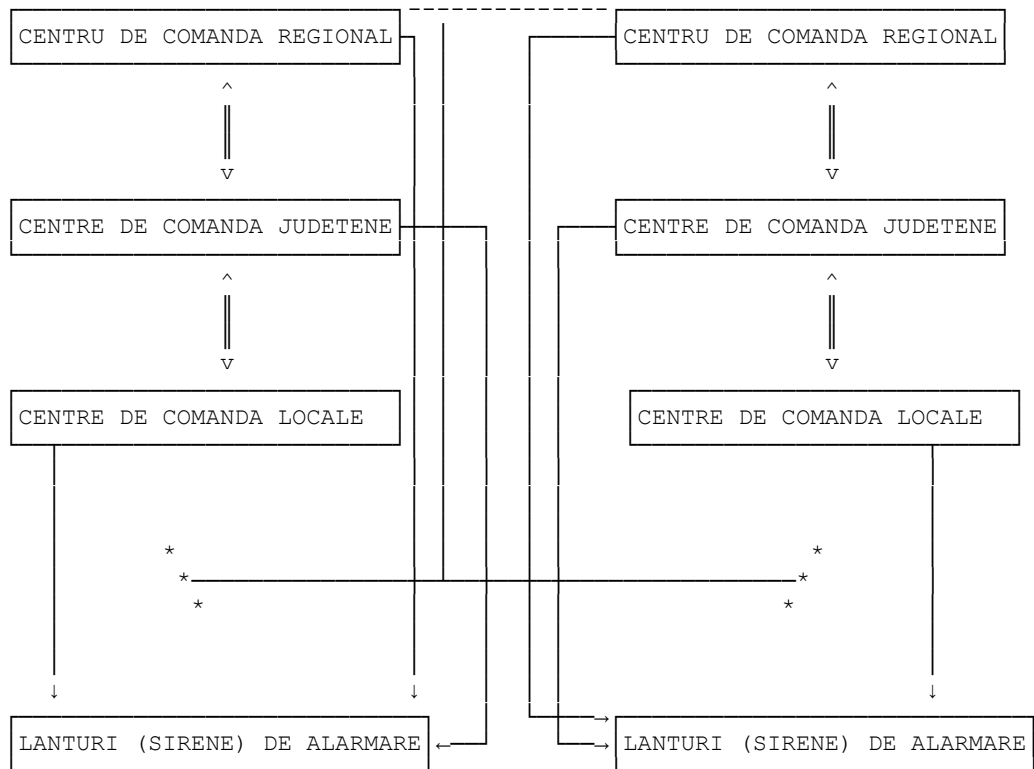 CENTRU DE COMANDA REGIONAL
CENTRU DE COMANDA REGIONAL
CENTRE DE COMANDA JUDETENE
CENTRE DE COMANDA JUDETENE
CENTRE DE COMANDA LOCALE
CENTRE DE COMANDA LOCALE
LANTURI (SIRENE) DE ALARMARE
LANTURI (SIRENE) DE ALARMARE